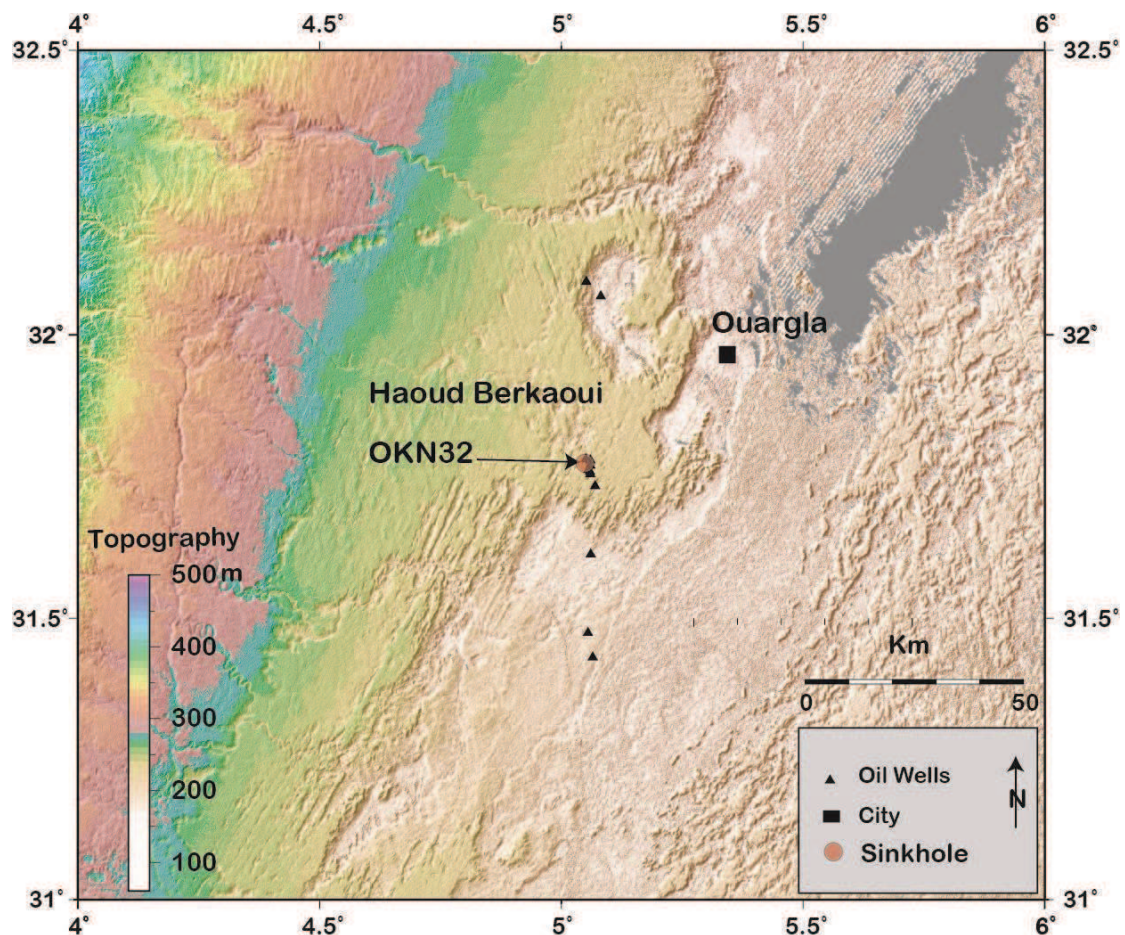 4° 4.5° 5° 5.5° 6°
32.5° 32.5°
Ouargla
32° 32°
Haoud Berkaoui
OKN32
Topography
500 m
31.5° 31.5°
400
Km
300
0 50
200
Oil Wells
N
City
100
Sinkhole
31° 31°
4° 4.5° 5° 5.5° 6°